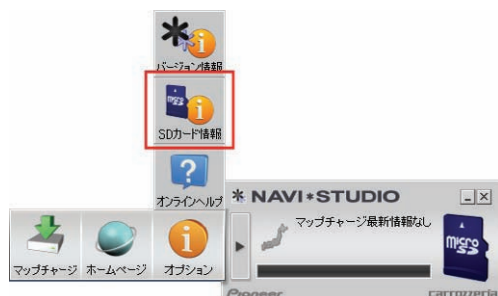 バージョン情報
micro SD
SDカード情報
オンラインヘルプ
マップチャージ
ホームページ
オプション
NAVI*STUDIO
マップチャージ最新情報なし
micro
Pioneer
carrozzeria